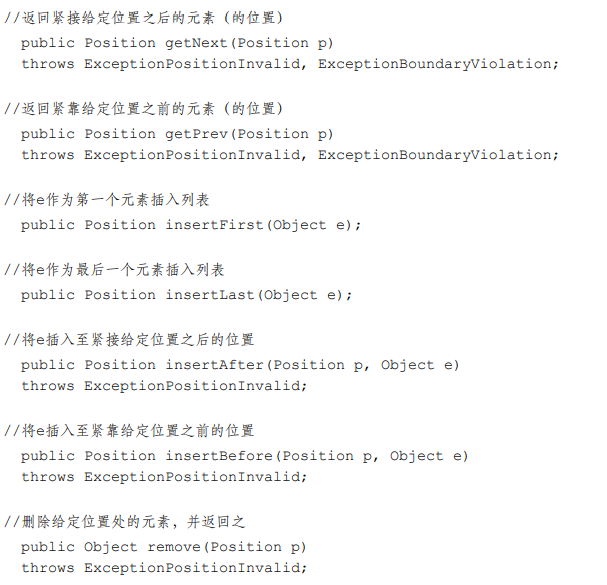 //返回紧接给定位置之后的元素（的位置）
public Position getNext(Position p)
throws ExceptionPositionInvalid, ExceptionBoundaryViolation;
//返回紧靠给定位置之前的元素（的位置）
public Position getPrev(Position p)
throws ExceptionPositionInvalid, ExceptionBoundaryViolation;
//将e作为第一个元素插入列表
public Position insertFirst(Object e);
//将e作为最后一个元素插入列表
public Position insertLast(Object e);
//将e插入至紧接给定位置之后的位置
public Position insertAfter(Position p, Object e)
throws ExceptionPositionInvalid;
//将e插入至紧靠给定位置之前的位置
public Position insertBefore(Position p, Object e)
throws ExceptionPositionInvalid;
//删除给定位置处的元素，并返回之
public Object remove(Position p)
throws ExceptionPositionInvalid;